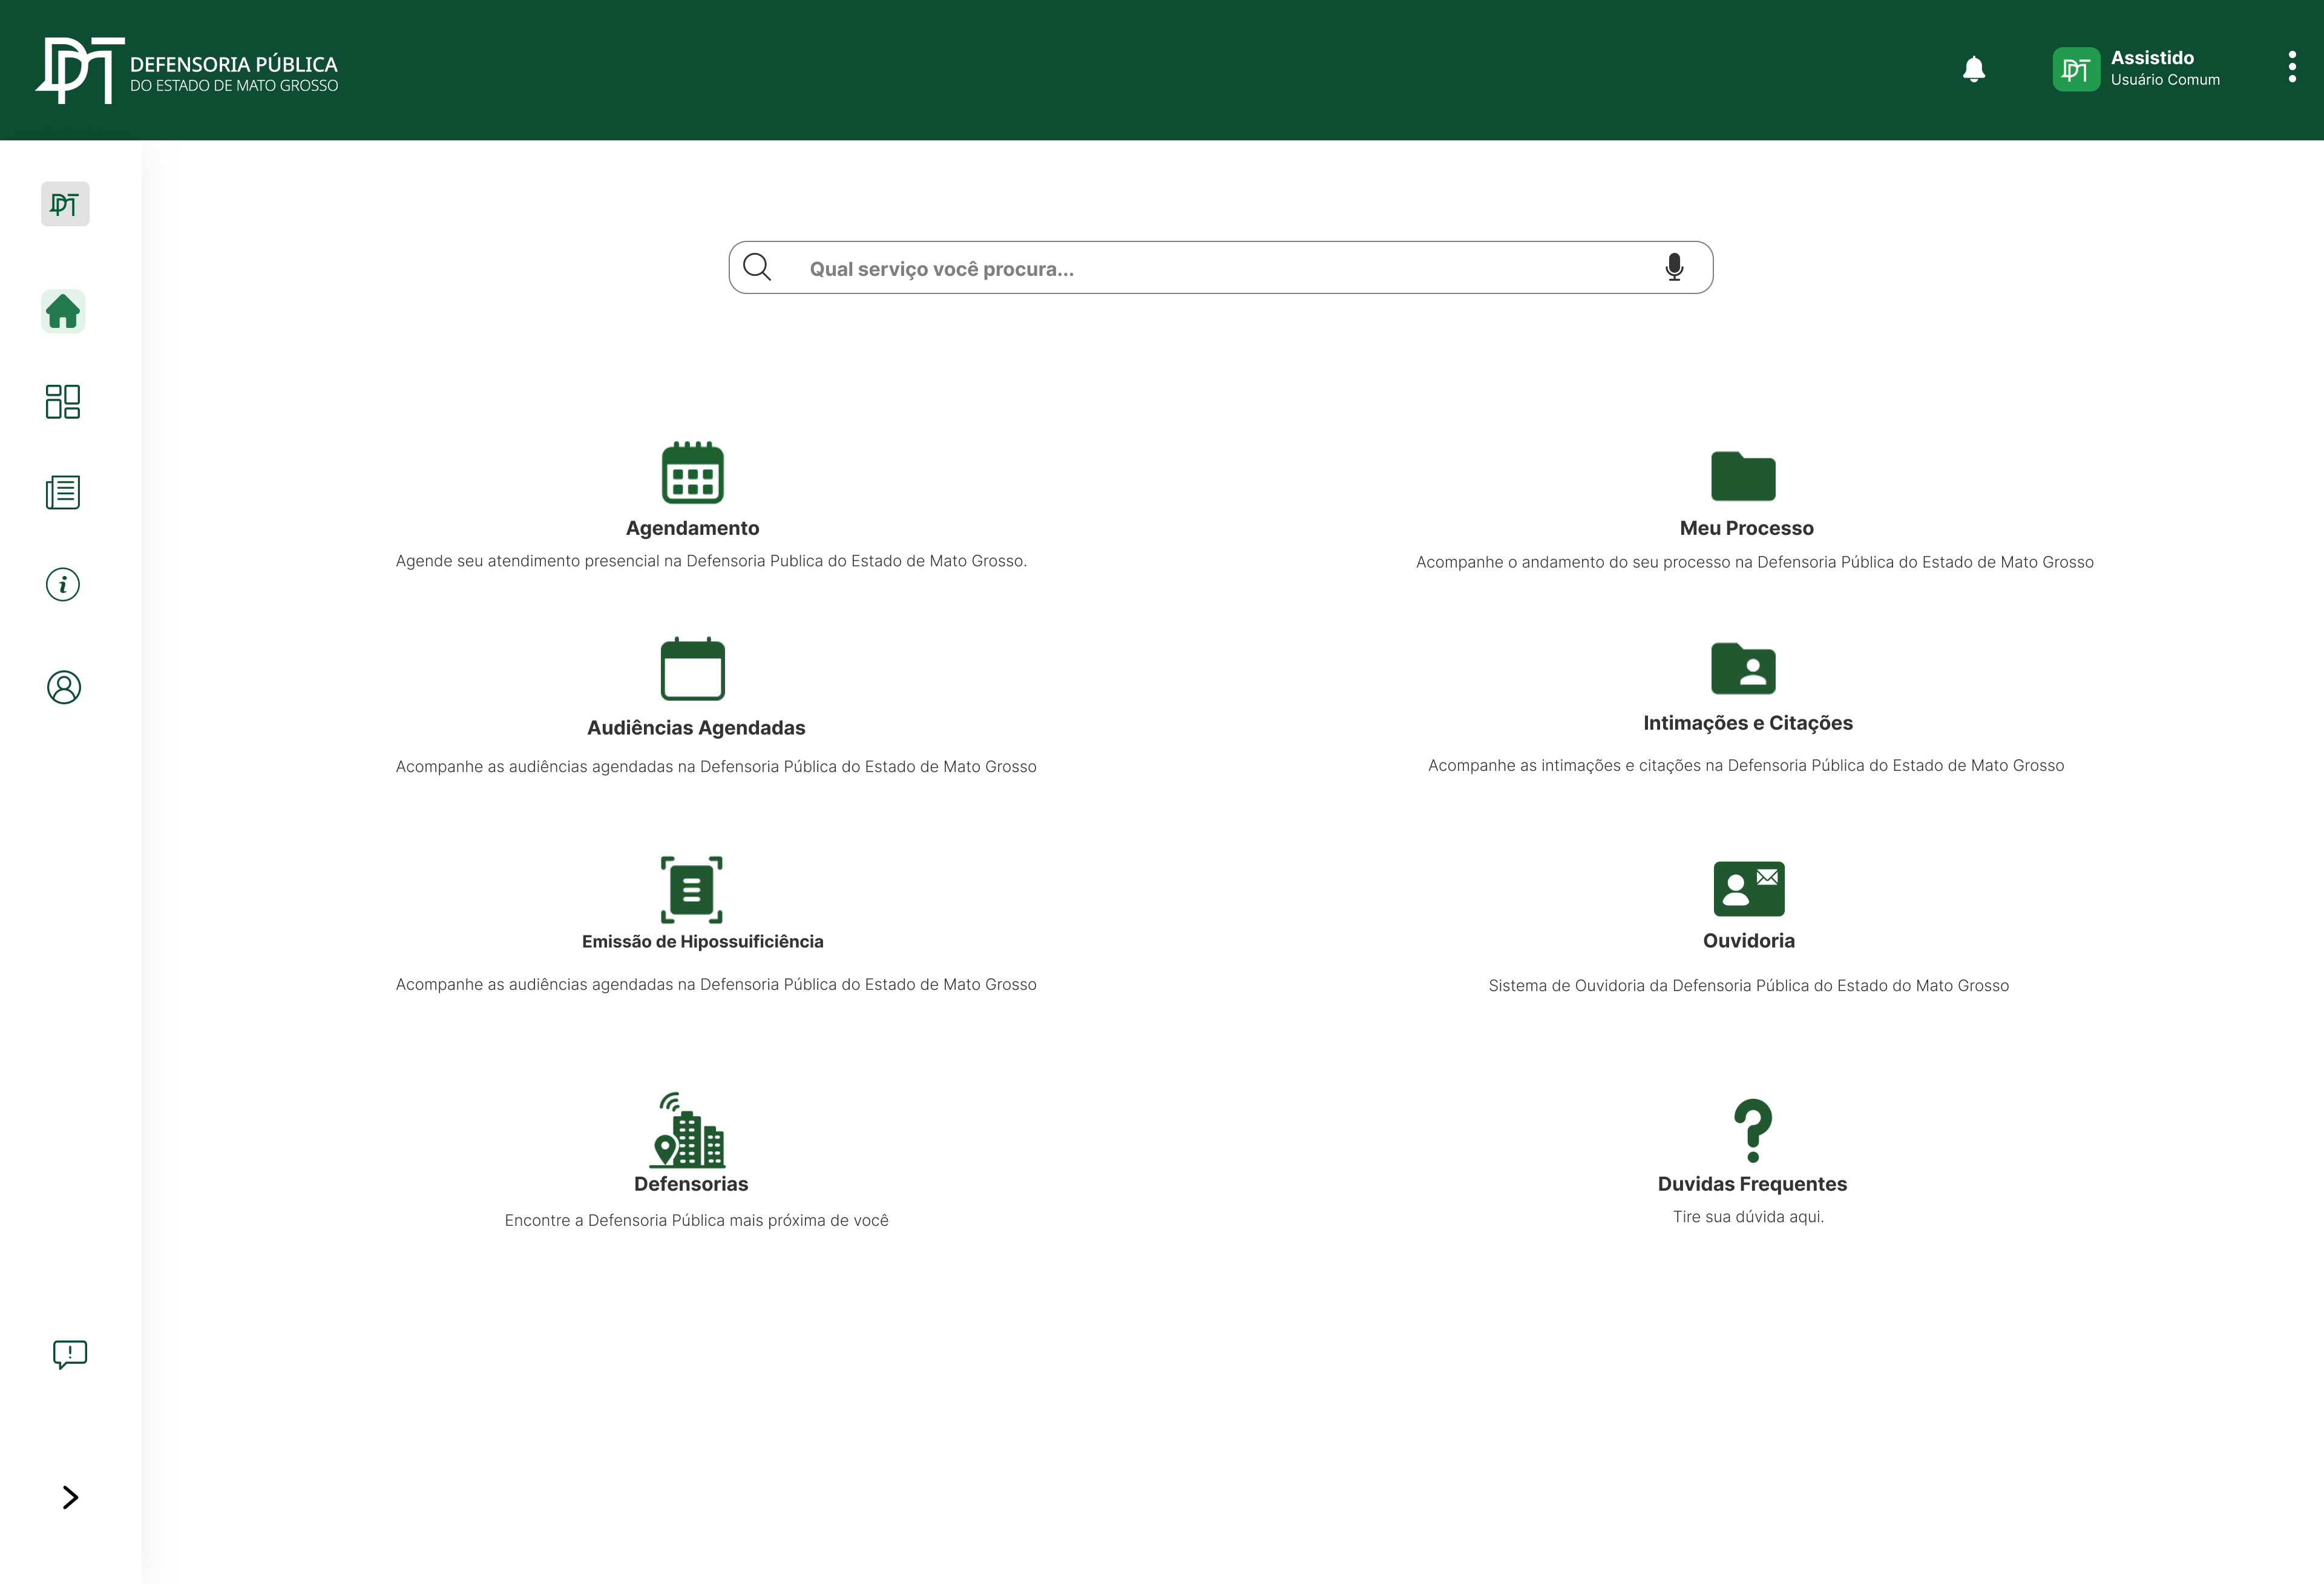 DEFENSORIA PÚBLICA
DO ESTADO DE MATO GROSSO
Assistido
Usuário Comum
Qual serviço você procura...
Agendamento
Agende seu atendimento presencial na Defensoria Publica do Estado de Mato Grosso.
Meu Processo
Acompanhe o andamento do seu processo na Defensoria Pública do Estado de Mato Grosso
Audiências Agendadas
Acompanhe as audiências agendadas na Defensoria Pública do Estado de Mato Grosso
Intimações e Citações
Acompanhe as intimações e citações na Defensoria Pública do Estado de Mato Grosso
Emissão de Hipossuificiência
Acompanhe as audiências agendadas na Defensoria Pública do Estado de Mato Grosso
Ouvidoria
Sistema de Ouvidoria da Defensoria Pública do Estado do Mato Grosso
Defensorias
Encontre a Defensoria Pública mais próxima de você
Duvidas Frequentes
Tire sua dúvida aqui.